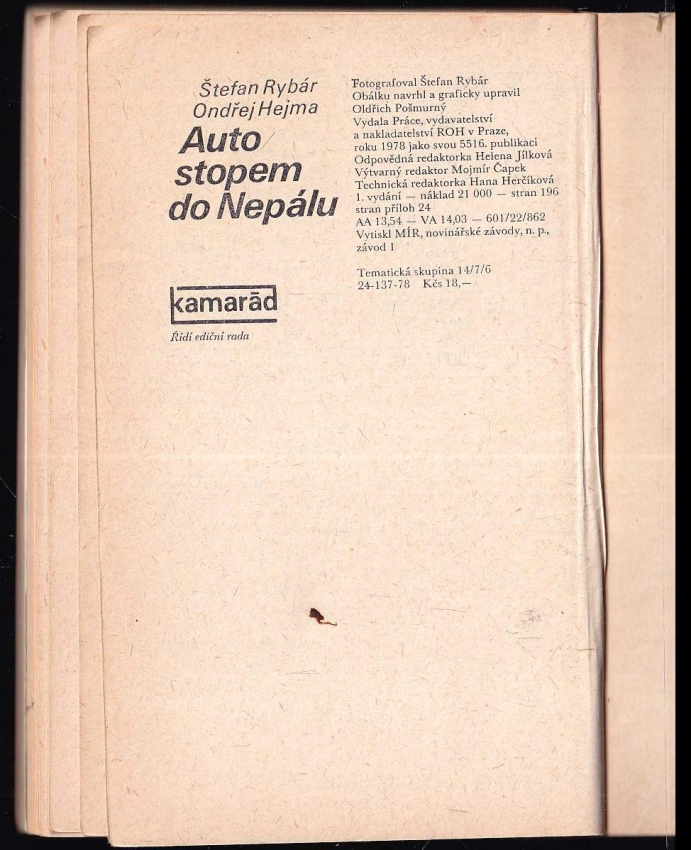 Štefan Rybár
Ondřej Hejma
Auto
stopem
do Nepálu
kamarád
Řídí ediční rada
Fotografoval Štefan Rybár
Obálku navrhl a graficky upravil
Oldřich Pošmurný
Vydala Práce, vydavatelství
a nakladatelství ROH v Praze,
roku 1978 jako svou 5516. publikaci
Odpovědná redaktorka Helena Jílková
Výtvarný redaktor Mojmír Čapek
Technická redaktorka Hana Herčíková
1. vydání — náklad 21 000 — stran 196
stran příloh 24
AA 13,54 — VA 14,03 — 601/22/862
Vytiskl MÍR, novinářské závody, n. p.,
závod 1
Tematická skupina 14/7/6
24-137-78 Kčs 18,—